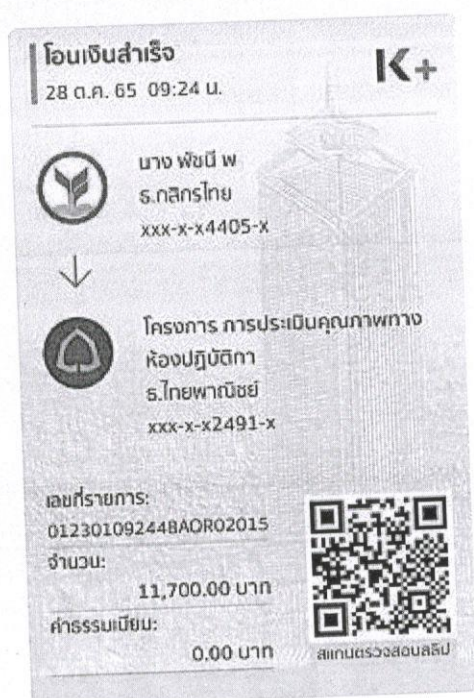 โอนเงินสำเร็จ
K+
28 ต.ค. 65 09:24 น.
นาง พัชนี พ
ธ.กสิกรไทย
xxx-x-x4405-x
โครงการ การประเมินคุณภาพทาง
ห้องปฏิบัติกา
ธ.ไทยพาณิชย์
xxx-x-x2491-x
เลขที่รายการ:
012301092448AOR02015
จำนวน:
11,700.00 บาท
ค่าธรรมเนียม:
0.00 บาท
สแกนตรวจสอบสลิป